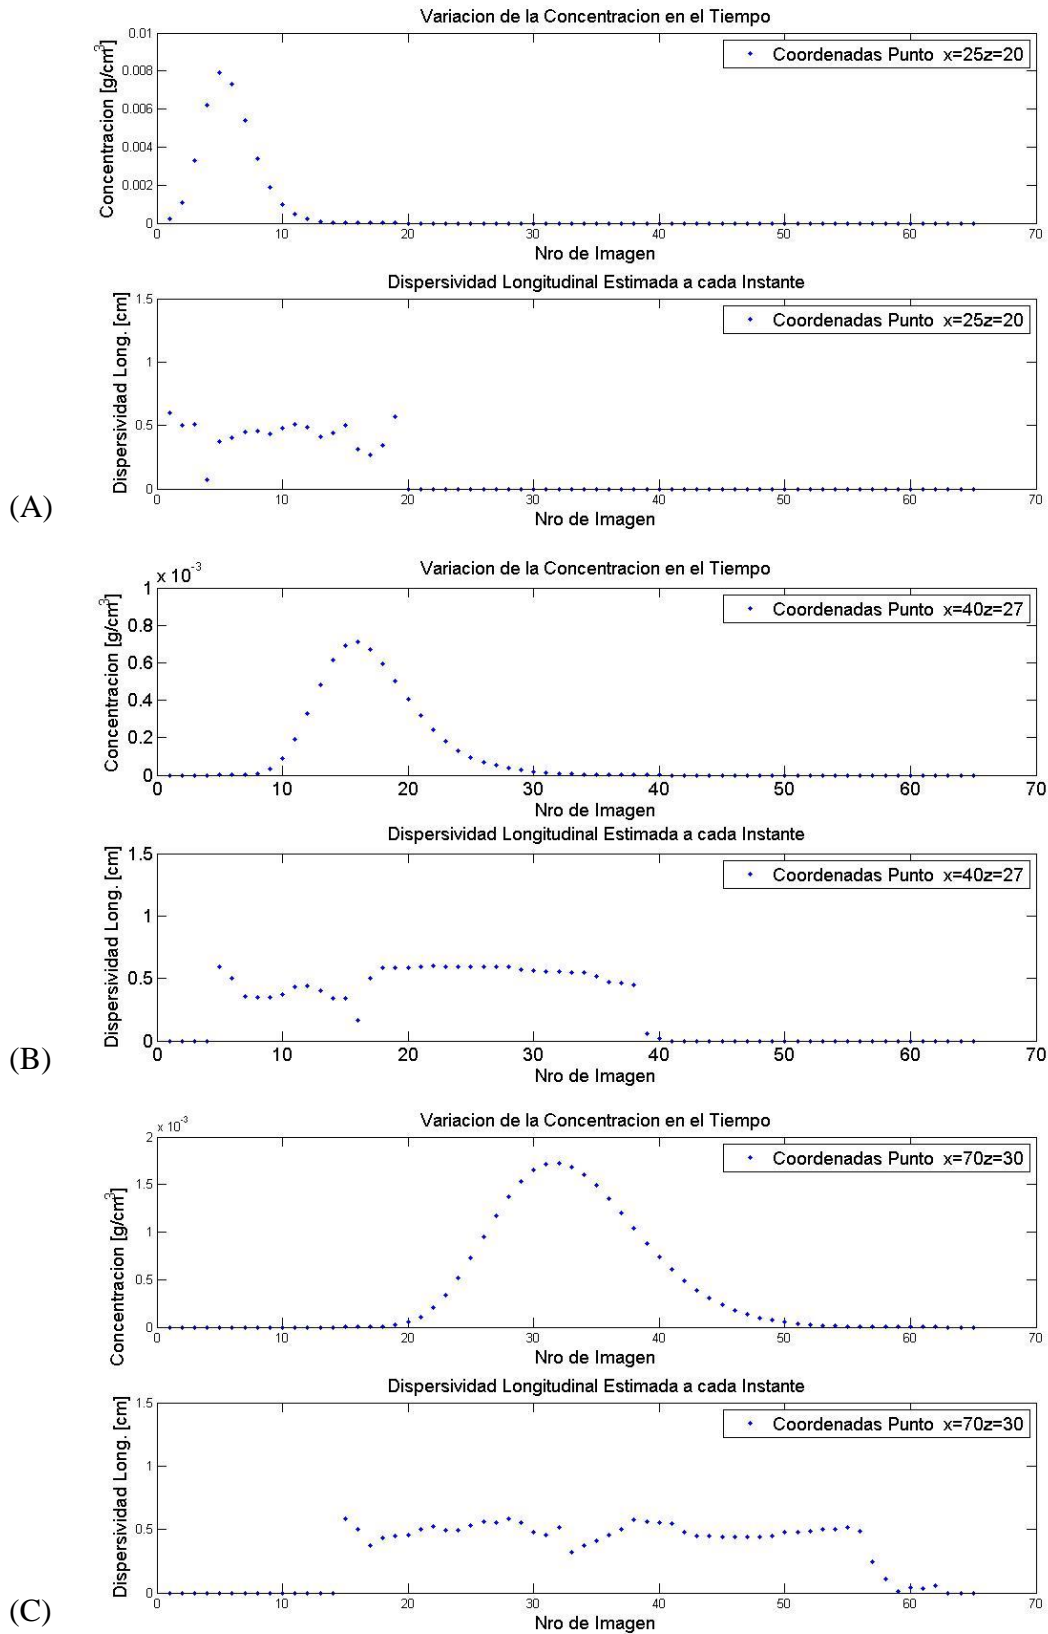 Variacion de la Concentracion en el Tiempo
0.01
0.008
0.006
0.004
0.002
0
Concentracion [g/cm³]
Coordenadas Punto x=25z=20
0 10 20 30 40 50 60 70
Nro de Imagen
Dispersividad Longitudinal Estimada a cada Instante
1.5
1
0.5
0
Dispersividad Long. [cm]
Coordenadas Punto x=25z=20
0 10 20 30 40 50 60 70
Nro de Imagen
(A)
Variacion de la Concentracion en el Tiempo
x 10⁻³
1
0.8
0.6
0.4
0.2
0
Concentracion [g/cm³]
Coordenadas Punto x=40z=27
0 10 20 30 40 50 60 70
Nro de Imagen
Dispersividad Longitudinal Estimada a cada Instante
1.5
1
0.5
0
Dispersividad Long. [cm]
Coordenadas Punto x=40z=27
0 10 20 30 40 50 60 70
Nro de Imagen
(B)
Variacion de la Concentracion en el Tiempo
x 10⁻³
2
1.5
1
0.5
0
Concentracion [g/cm³]
Coordenadas Punto x=70z=30
0 10 20 30 40 50 60 70
Nro de Imagen
Dispersividad Longitudinal Estimada a cada Instante
1.5
1
0.5
0
Dispersividad Long. [cm]
Coordenadas Punto x=70z=30
0 10 20 30 40 50 60 70
Nro de Imagen
(C)